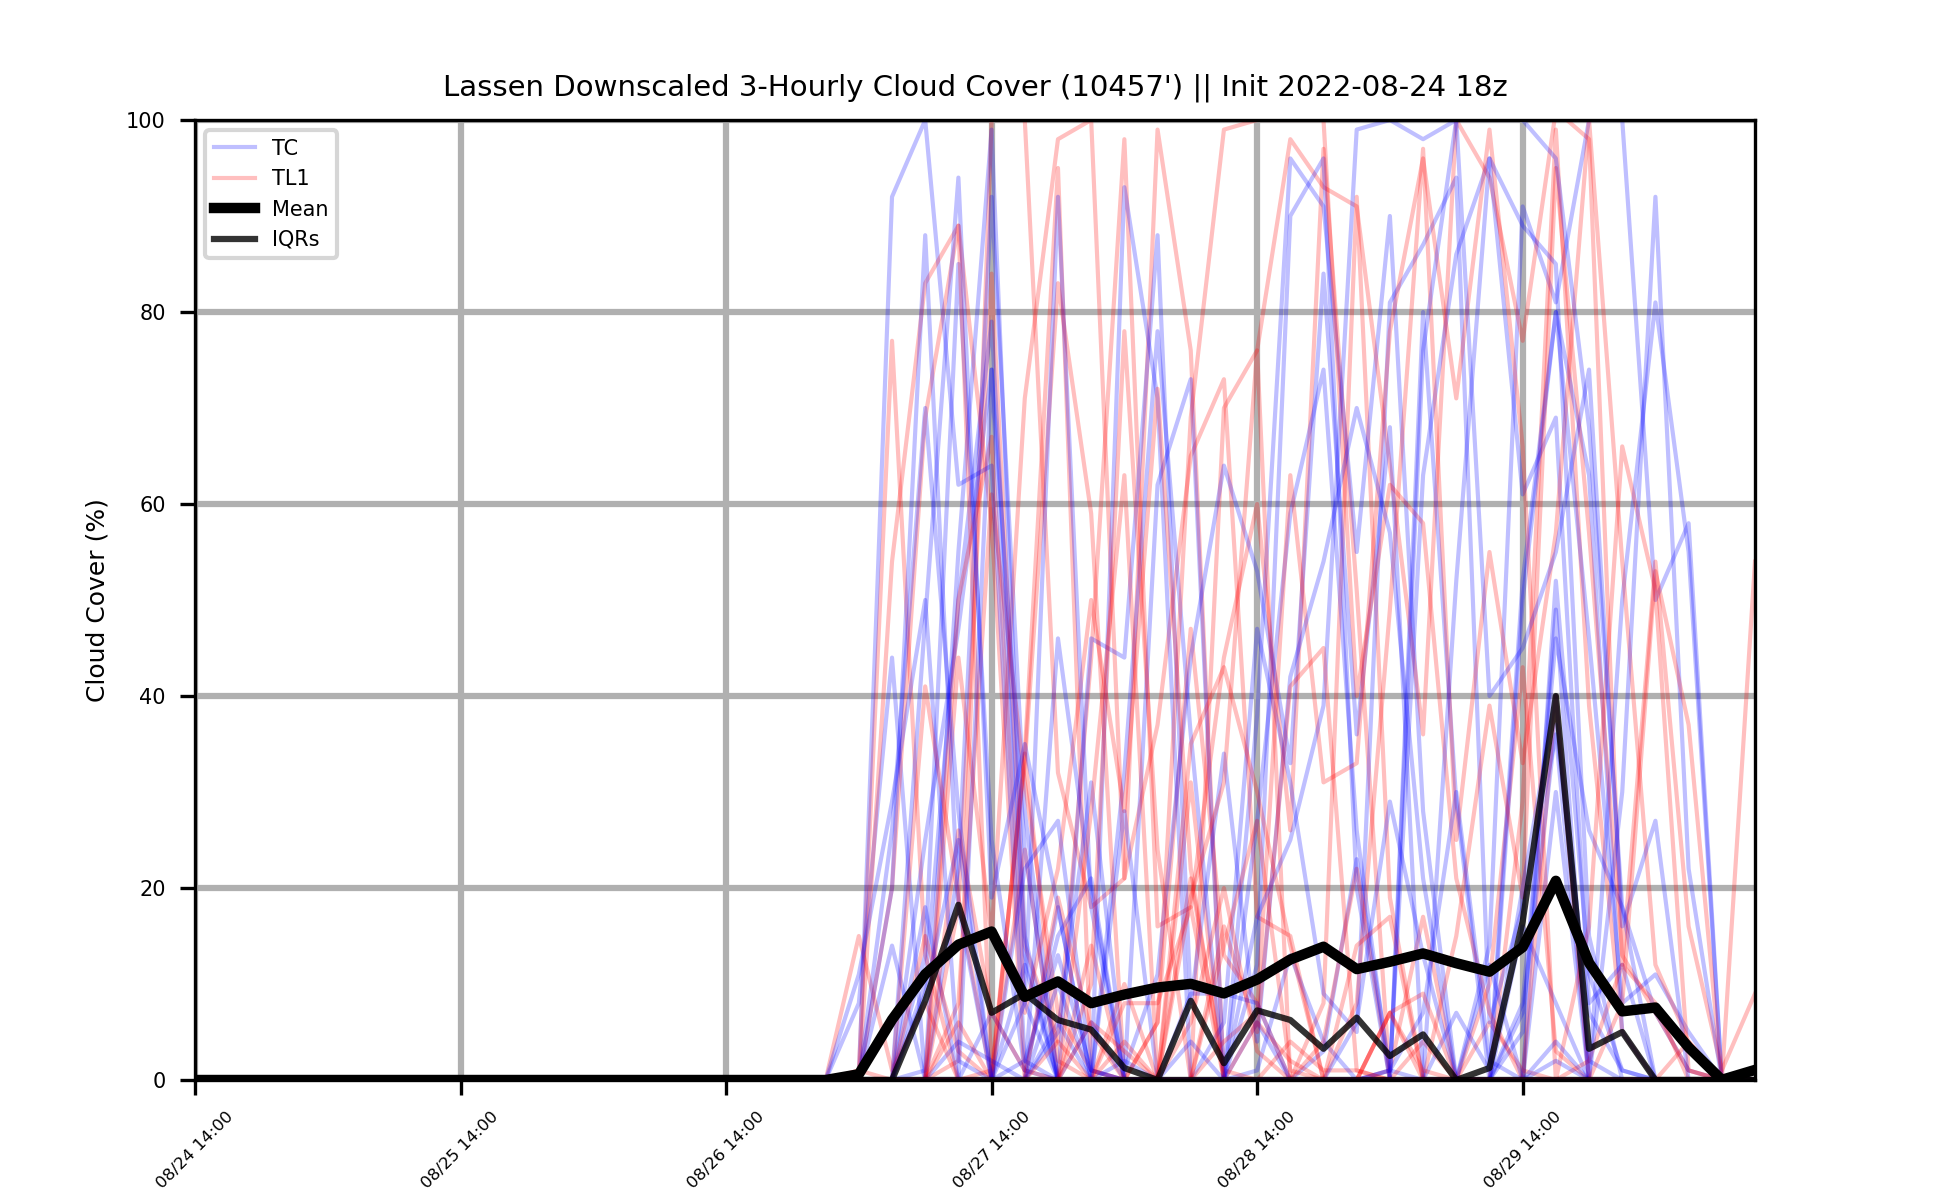 Lassen Downscaled 3-Hourly Cloud Cover (10457') || Init 2022-08-24 18z
100
80
60
40
20
0
Cloud Cover (%)
TC
TL1
Mean
IQRs
08/24 14:00
08/25 14:00
08/26 14:00
08/27 14:00
08/28 14:00
08/29 14:00